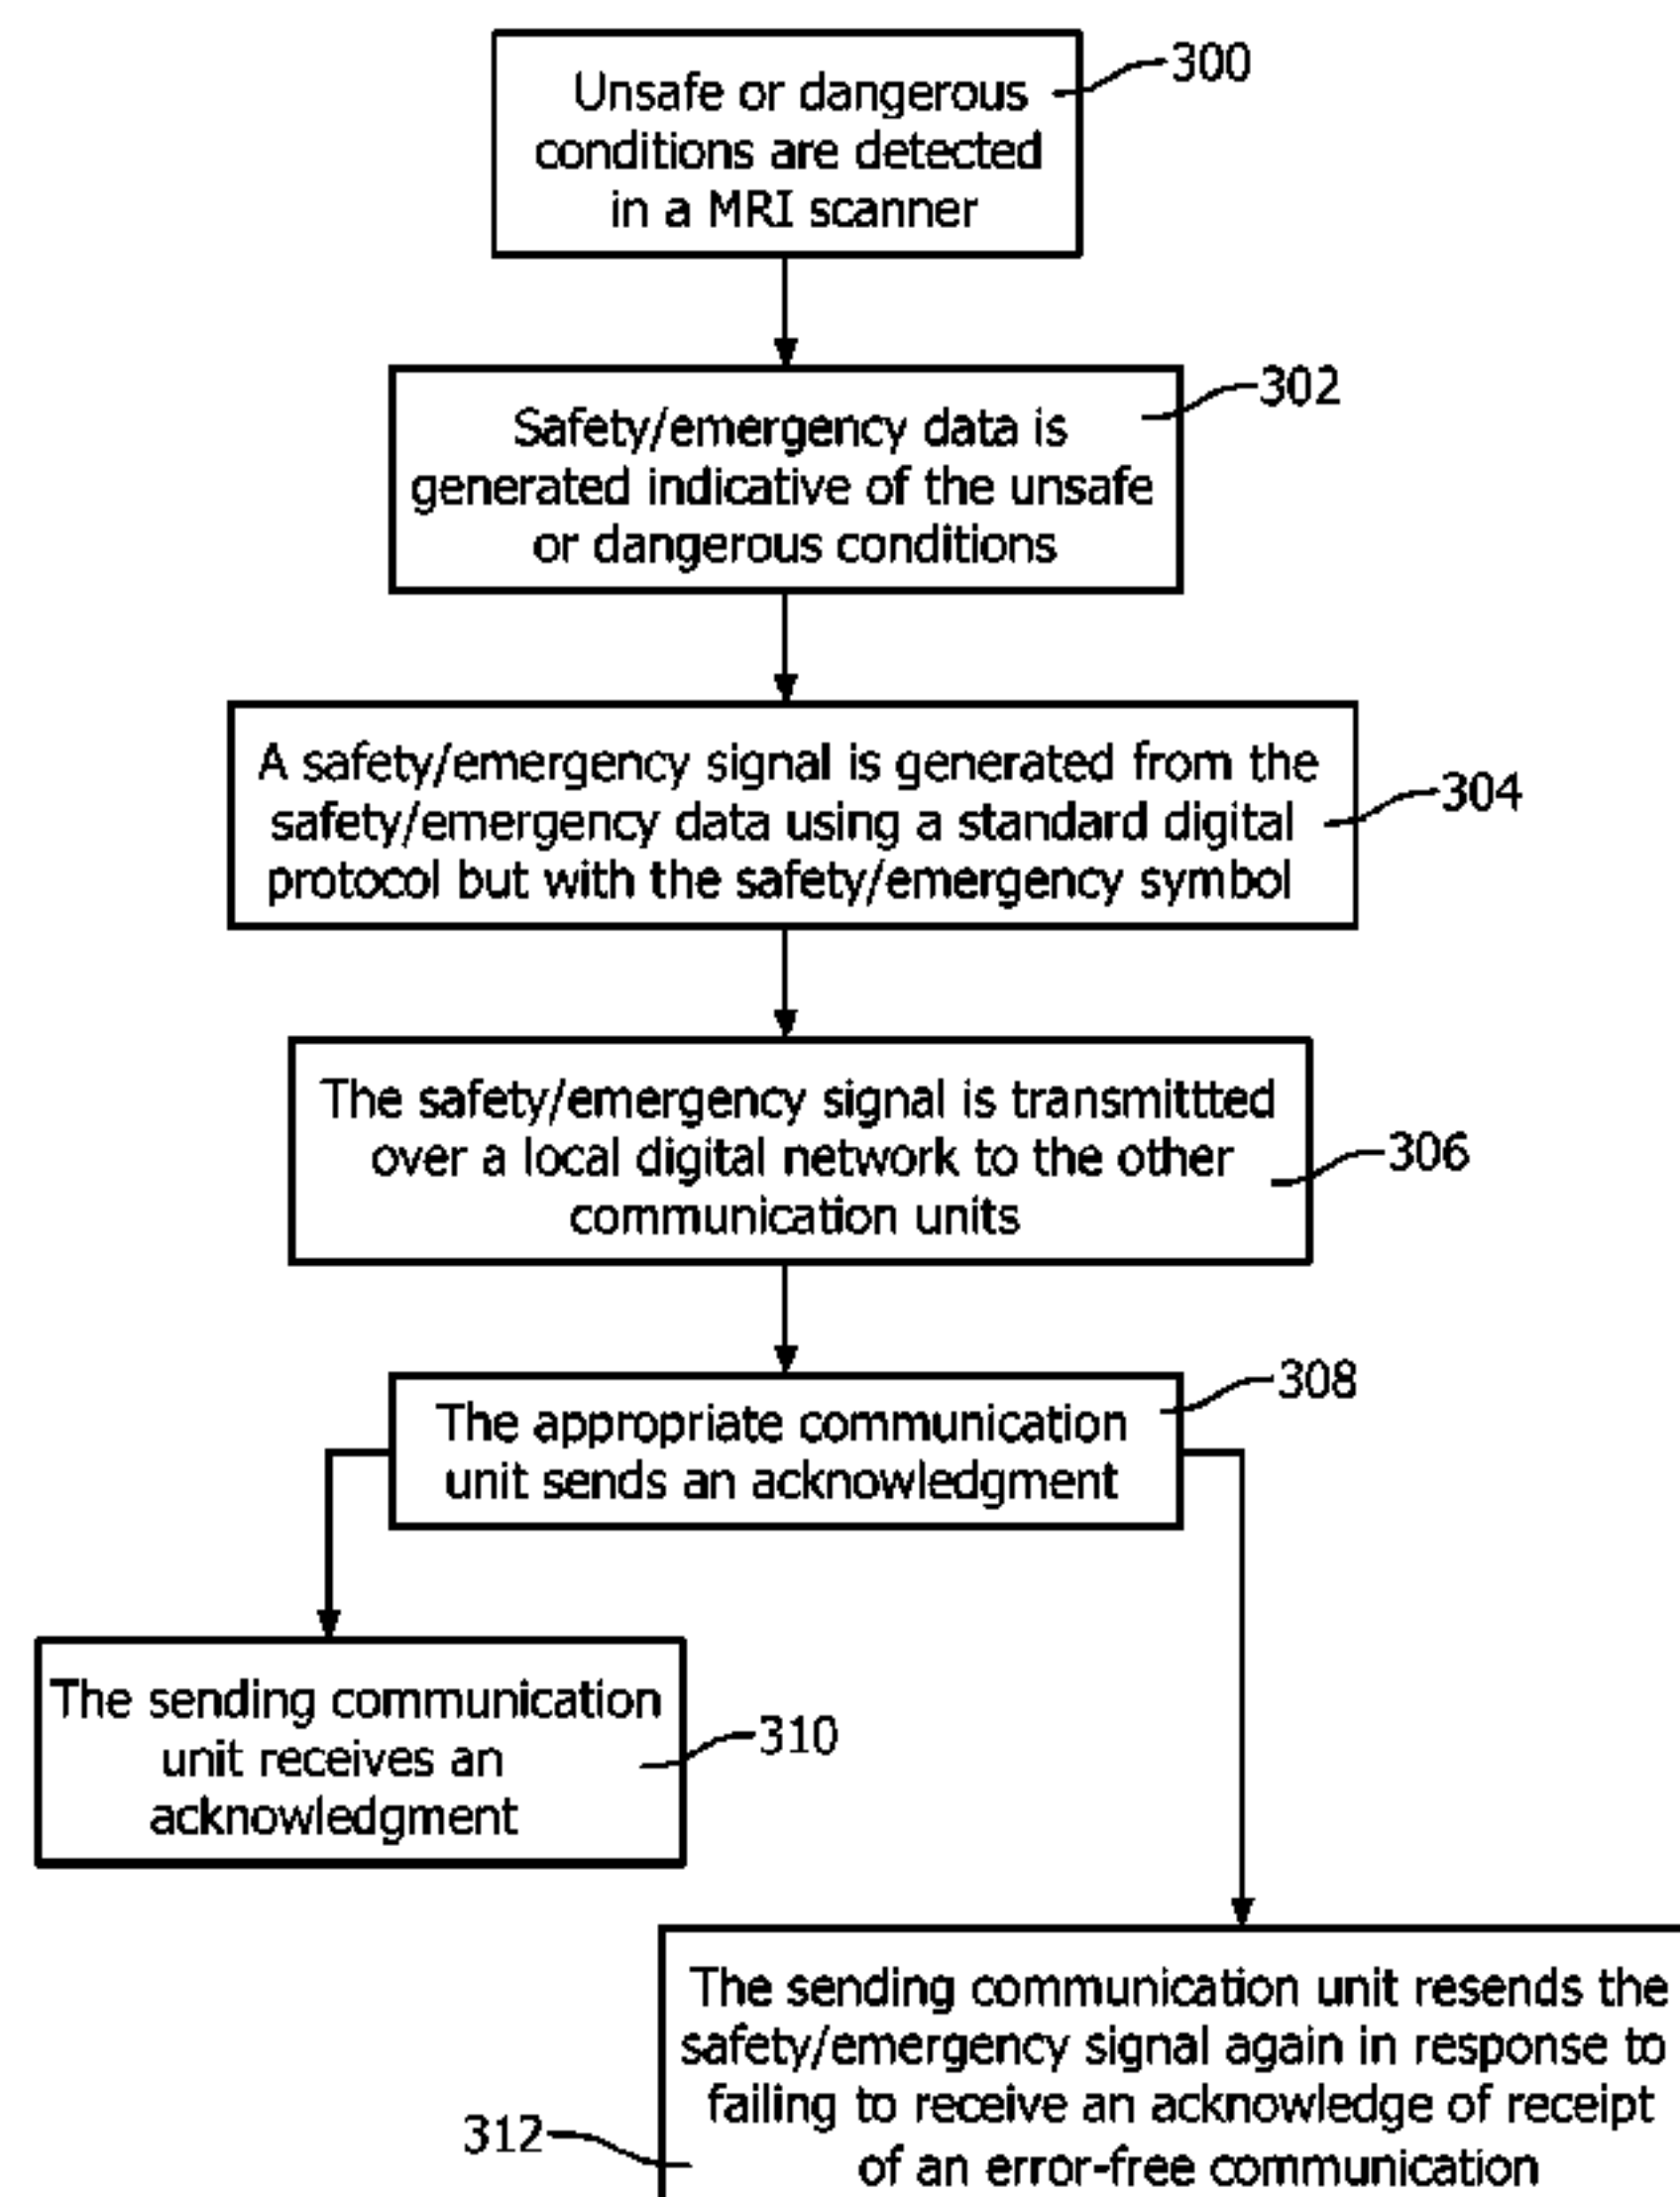 Unsafe or dangerous
conditions are detected
in a MRI scanner
300
Safety/emergency data is
generated indicative of the unsafe
or dangerous conditions
302
A safety/emergency signal is generated from the
safety/emergency data using a standard digital
protocol but with the safety/emergency symbol
304
The safety/emergency signal is transmittted
over a local digital network to the other
communication units
306
The appropriate communication
unit sends an acknowledgment
308
The sending communication
unit receives an
acknowledgment
310
The sending communication unit resends the
safety/emergency signal again in response to
failing to receive an acknowledge of receipt
of an error-free communication
312